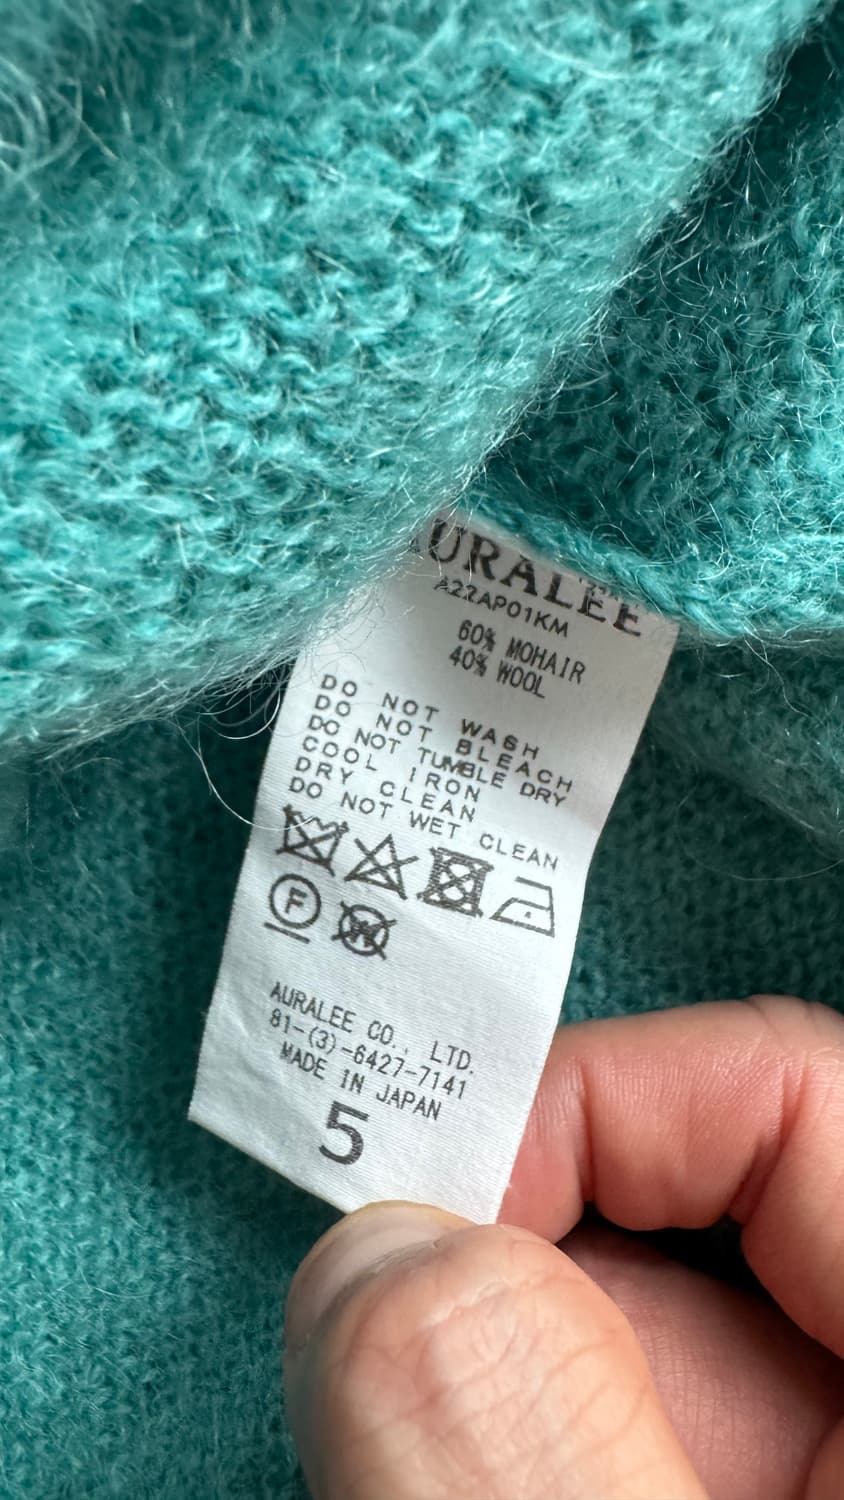 AURALEE
A22AP01KM
60% MOHAIR
40% WOOL
DO NOT WASH
DO NOT BLEACH
DO NOT TUMBLE DRY
COOL IRON
DRY CLEAN
DO NOT WET CLEAN
F
W
AURALEE CO., LTD.
81-(3)-6427-7141
MADE IN JAPAN
5